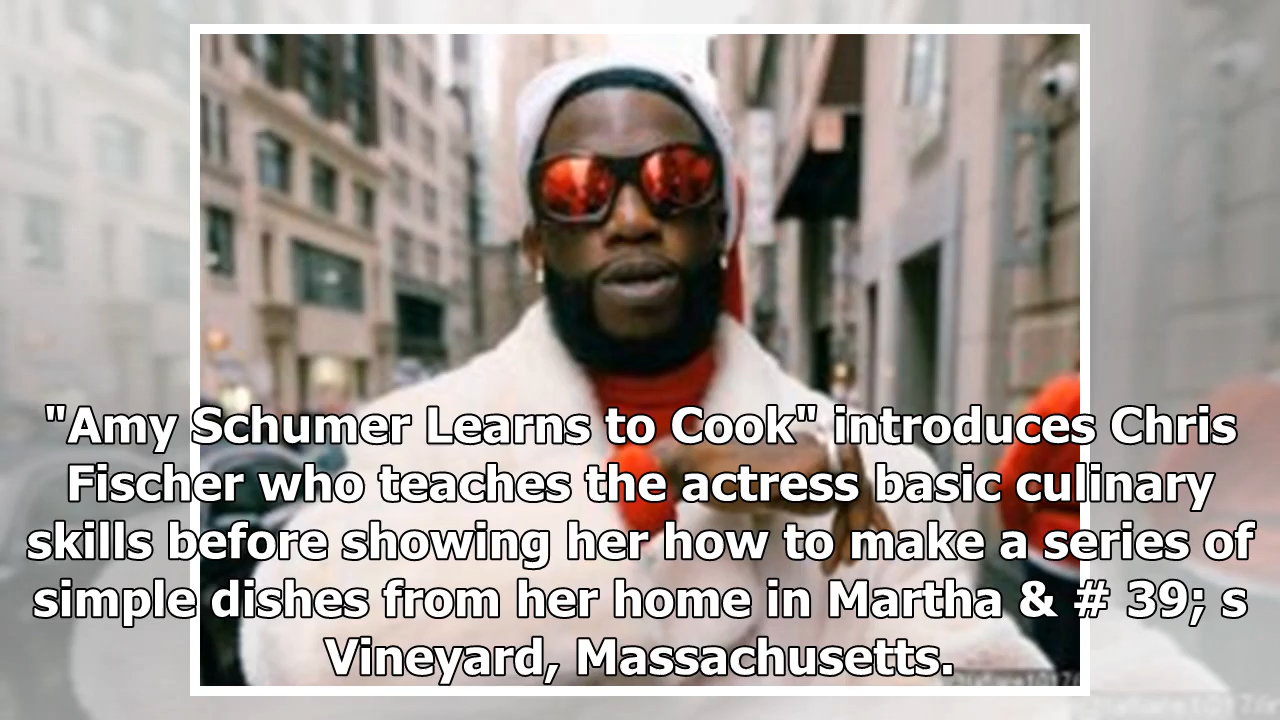 "Amy Schumer Learns to Cook" introduces Chris
Fischer who teaches the actress basic culinary
skills before showing her how to make a series of
simple dishes from her home in Martha & # 39; s
Vineyard, Massachusetts.